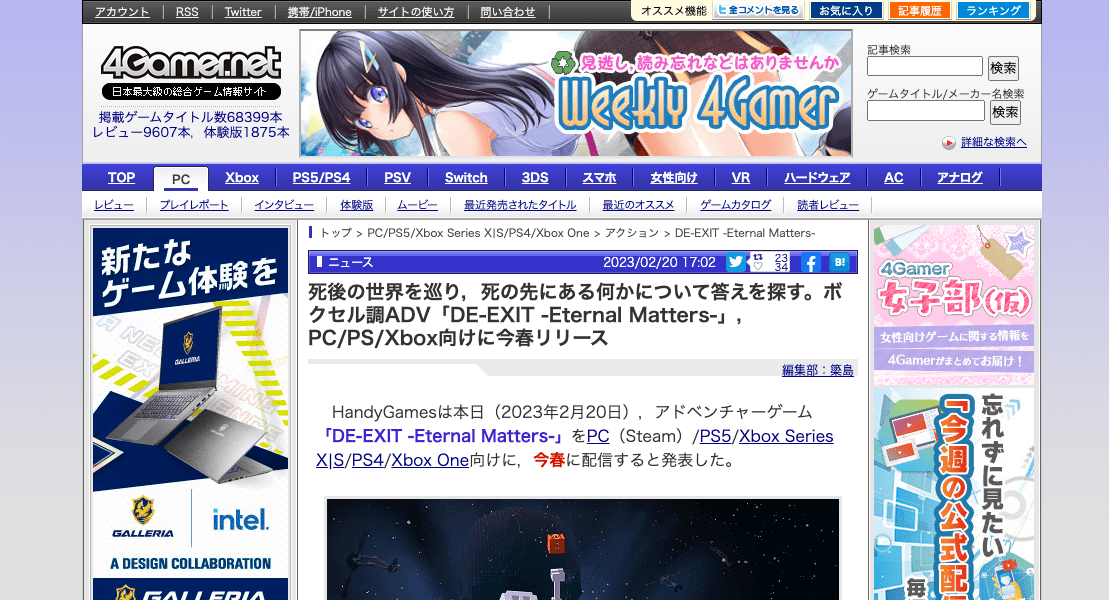 アカウント
RSS
Twitter
携帯/iPhone
サイトの使い方
問い合わせ
オススメ機能
全コメントを見る
お気に入り
記事履歴
ランキング
4Gamer.net
日本最大級の総合ゲーム情報サイト
掲載ゲームタイトル数68399本
レビュー9607本，体験版1875本
見逃し，読み忘れなどはありませんか
Weekly 4Gamer
記事検索
検索
ゲームタイトル/メーカー名検索
検索
詳細な検索へ
TOP
PC
Xbox
PS5/PS4
PSV
Switch
3DS
スマホ
女性向け
VR
ハードウェア
AC
アナログ
レビュー
プレイレポート
インタビュー
体験版
ムービー
最近発売されたタイトル
最近のオススメ
ゲームカタログ
読者レビュー
新たな
ゲーム体験を
GALLERIA
GALLERIA
intel.
A DESIGN COLLABORATION
GALLERIA
トップ > PC/PS5/Xbox Series X|S/PS4/Xbox One > アクション > DE-EXIT -Eternal Matters-
ニュース
2023/02/20 17:02
23
34
B!
死後の世界を巡り，死の先にある何かについて答えを探す。ボ
クセル調ADV「DE-EXIT -Eternal Matters-」，
PC/PS/Xbox向けに今春リリース
編集部：簗島
HandyGamesは本日（2023年2月20日），アドベンチャーゲーム
「DE-EXIT -Eternal Matters-」をPC（Steam）/PS5/Xbox Series
X|S/PS4/Xbox One向けに，今春に配信すると発表した。
4Gamer
女子部(仮)
女性向けゲームに関する情報を
4Gamerがまとめてお届け！
忘れずに見たい
「今週の公式配信
毎